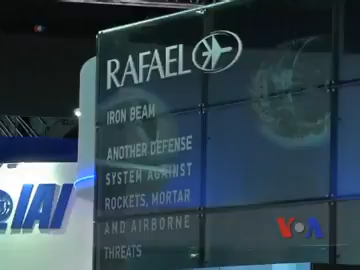 RAFAEL
IRON BEAM
ANOTHER DEFENSE
SYSTEM AGAINST
ROCKETS, MORTAR
AND AIRBORNE
THREATS
IAI
VOA